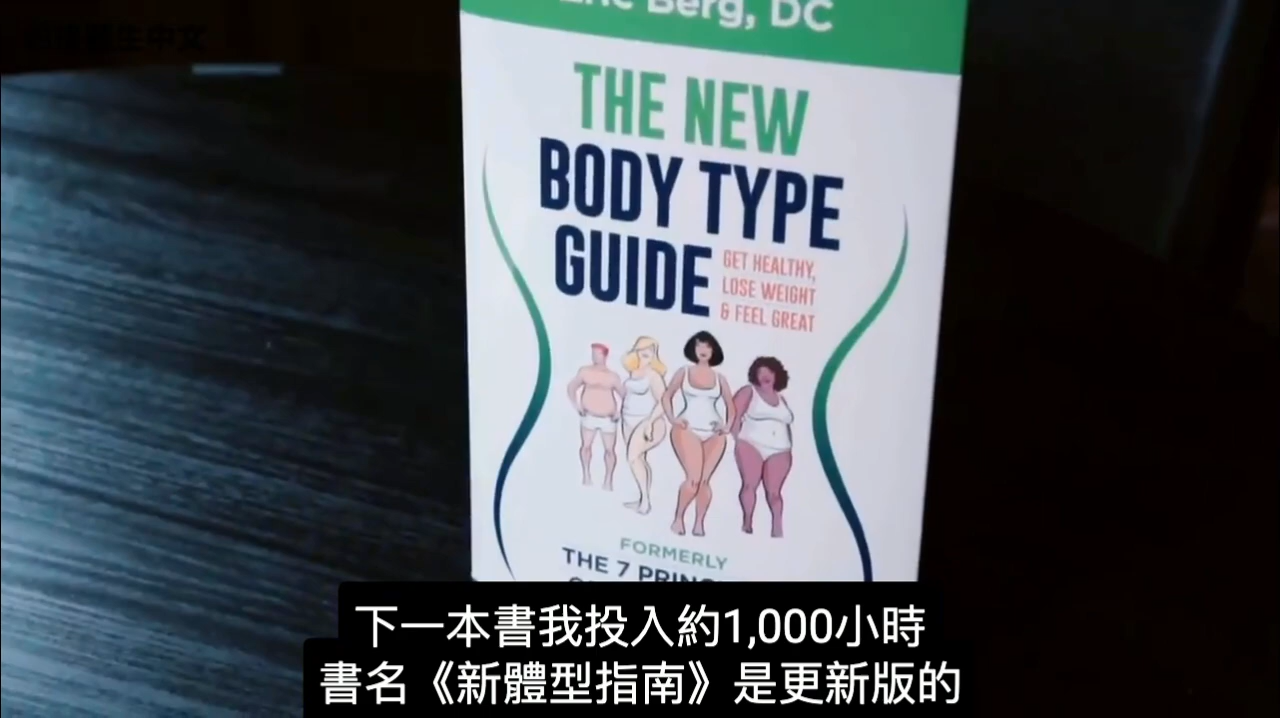 Eric Berg, DC
THE NEW
BODY TYPE
GUIDE
GET HEALTHY,
LOSE WEIGHT
& FEEL GREAT
FORMERLY
THE 7
下一本書我投入約1,000小時
書名《新體型指南》是更新版的